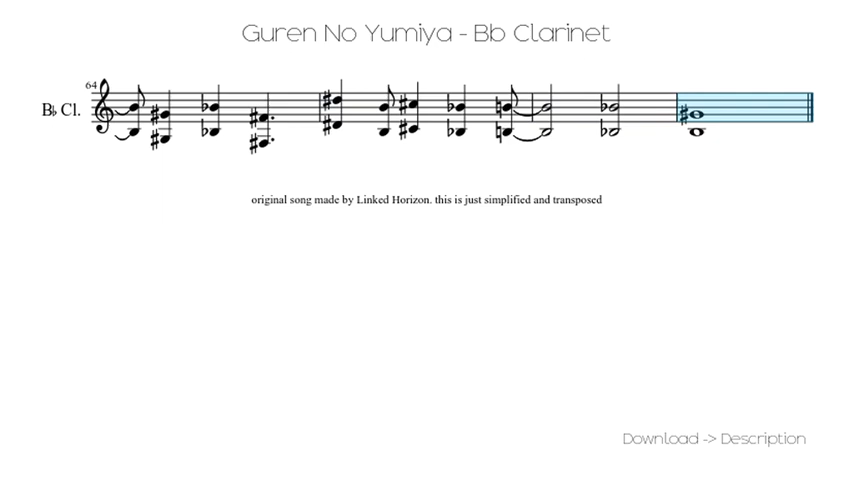 Guren No Yumiya - Bb Clarinet
64
B♭ Cl.
original song made by Linked Horizon. this is just simplified and transposed
Download -> Description